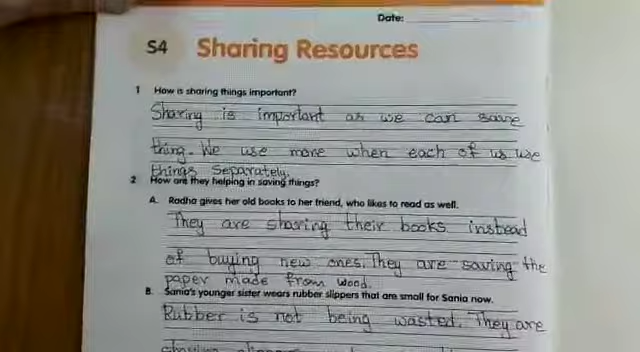 Date:
S4 Sharing Resources
1 How is sharing things important?
Sharing is important as we can save
thing. We use more when each of us use
things separately.
2 How are they helping in saving things?
A. Radha gives her old books to her friend, who likes to read as well.
They are sharing their books instead
of buying new ones. They are saving the
paper made from wood.
B. Sania's younger sister wears rubber slippers that are small for Sania now.
Rubber is not being wasted. They are